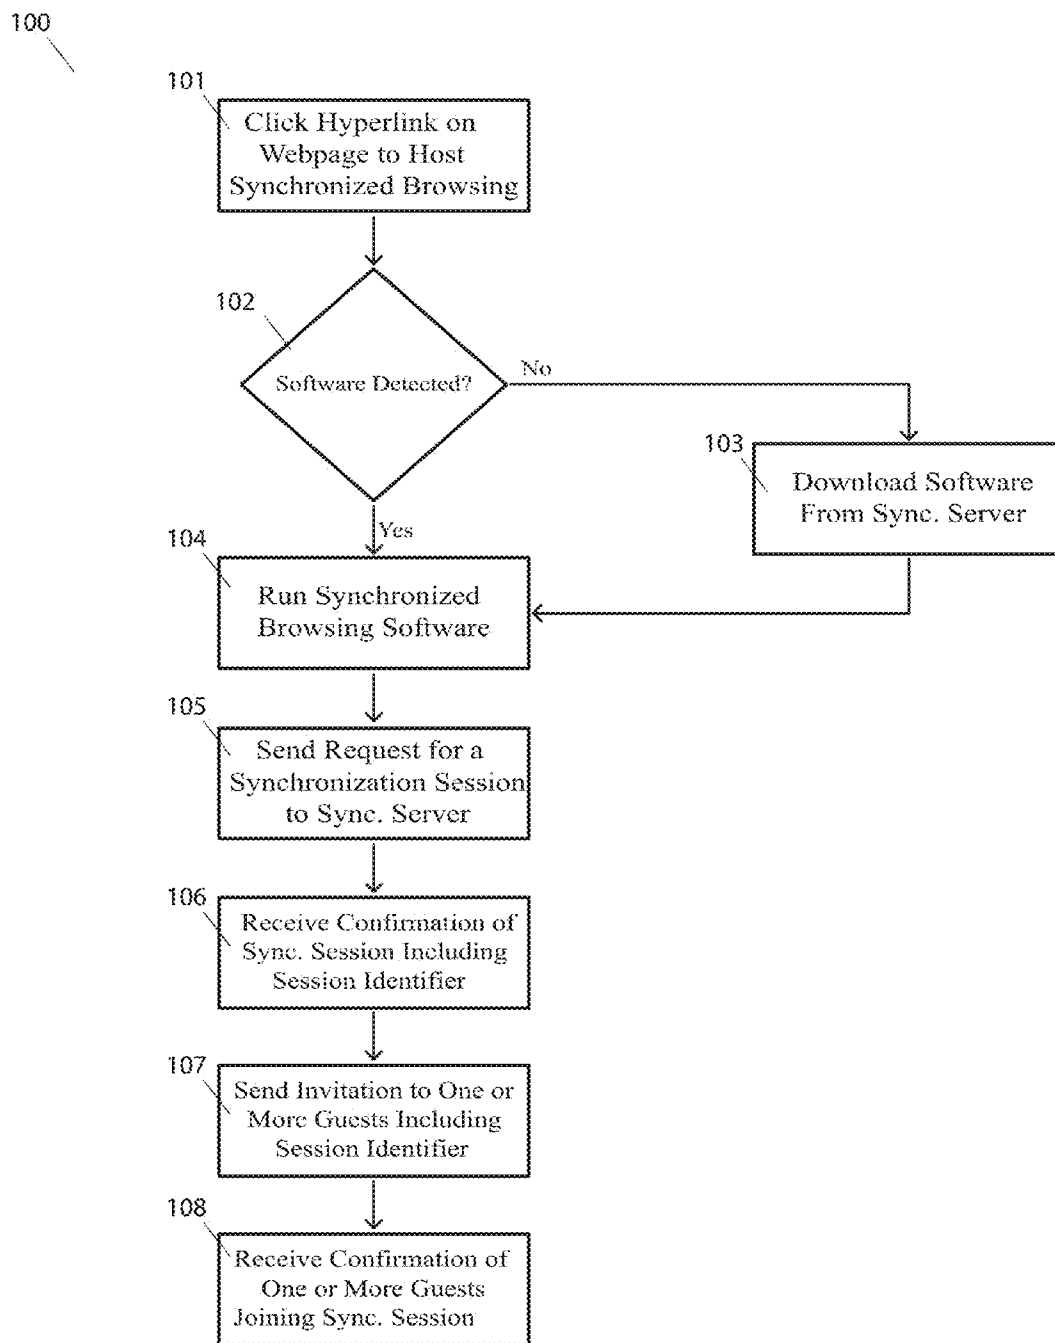 100
101
Click Hyperlink on
Webpage to Host
Synchronized Browsing
102
Software Detected?
No
103
Download Software
From Sync. Server
Yes
104
Run Synchronized
Browsing Software
105
Send Request for a
Synchronization Session
to Sync. Server
106
Receive Confirmation of
Sync. Session Including
Session Identifier
107
Send Invitation to One or
More Guests Including
Session Identifier
108
Receive Confirmation of
One or More Guests
Joining Sync. Session